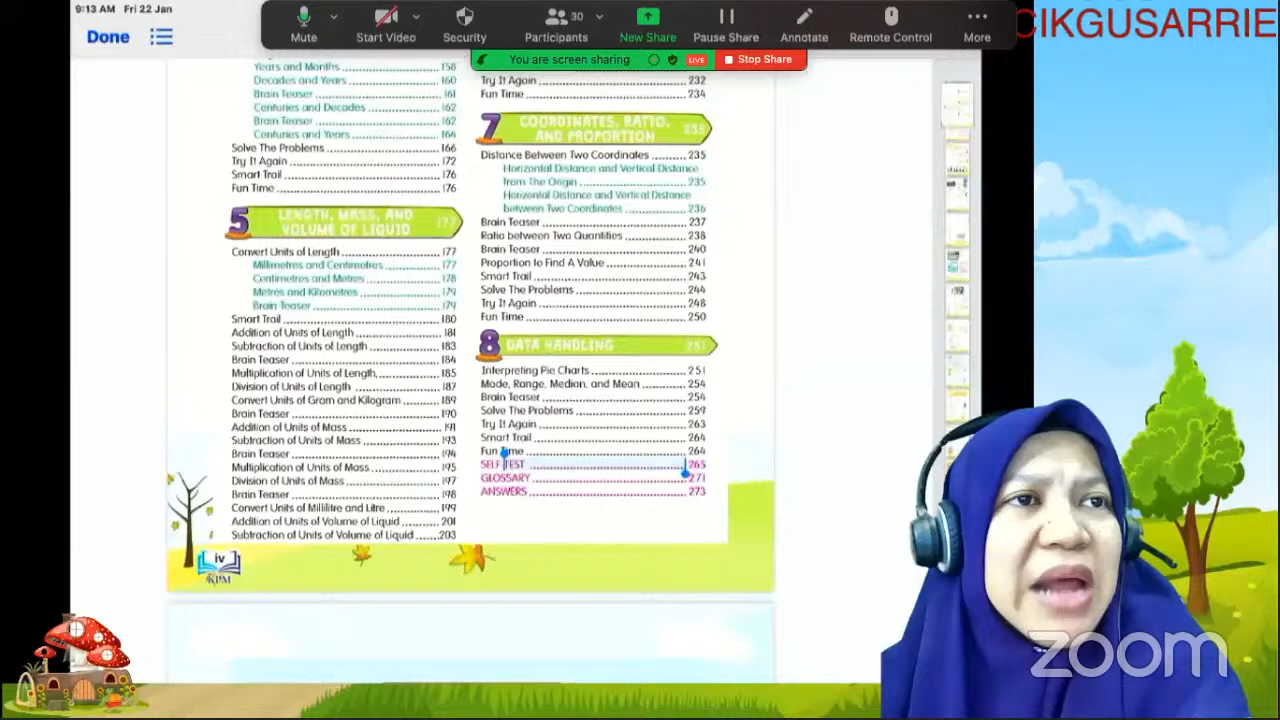 9:13 AM Fri 22 Jan
Done
Mute
Start Video
Security
30
Participants
New Share
Pause Share
Annotate
Remote Control
More
You are screen sharing
LIVE
Stop Share
CIKGUSARRIE
Years and Months 158
Decades and Years 160
Brain Teaser 161
Centuries and Decades 162
Brain Teaser 162
Centuries and Years 164
Solve The Problems 166
Try It Again 172
Smart Trail 176
Fun Time 176
5 LENGTH, MASS, AND VOLUME OF LIQUID 177
Convert Units of Length 177
Millimetres and Centimetres 177
Centimetres and Metres 178
Metres and Kilometres 179
Brain Teaser 179
Smart Trail 180
Addition of Units of Length 181
Subtraction of Units of Length 183
Brain Teaser 184
Multiplication of Units of Length 185
Division of Units of Length 187
Convert Units of Gram and Kilogram 189
Brain Teaser 190
Addition of Units of Mass 191
Subtraction of Units of Mass 193
Brain Teaser 194
Multiplication of Units of Mass 195
Division of Units of Mass 197
Brain Teaser 198
Convert Units of Millilitre and Litre 199
Addition of Units of Volume of Liquid 201
Subtraction of Units of Volume of Liquid 203
iv
KPM
Try It Again 232
Fun Time 234
7 COORDINATES, RATIO, AND PROPORTION 235
Distance Between Two Coordinates 235
Horizontal Distance and Vertical Distance
from The Origin 235
Horizontal Distance and Vertical Distance
between Two Coordinates 236
Brain Teaser 237
Ratio between Two Quantities 238
Brain Teaser 240
Proportion to Find A Value 241
Smart Trail 243
Solve The Problems 244
Try It Again 248
Fun Time 250
8 DATA HANDLING 251
Interpreting Pie Charts 251
Mode, Range, Median, and Mean 254
Brain Teaser 254
Solve The Problems 259
Try It Again 263
Smart Trail 264
Fun Time 264
SELF TEST 265
GLOSSARY 271
ANSWERS 273
zoom